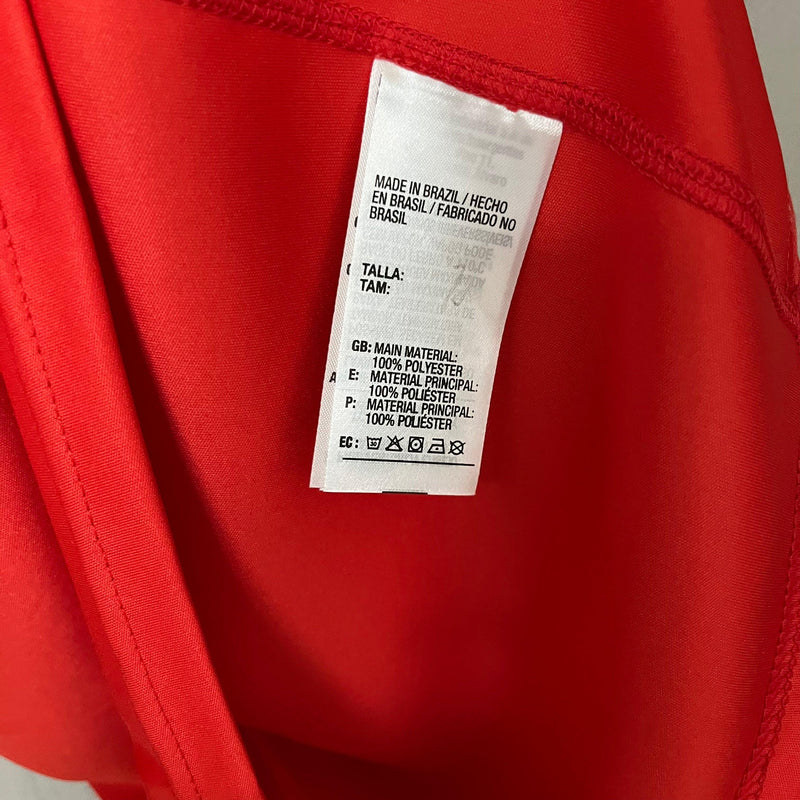 MADE IN BRAZIL / HECHO
EN BRASIL / FABRICADO NO
BRASIL
TALLA:
TAM:
GB: MAIN MATERIAL:
100% POLYESTER
E: MATERIAL PRINCIPAL:
100% POLIÉSTER
P: MATERIAL PRINCIPAL:
100% POLIÉSTER
EC: 30